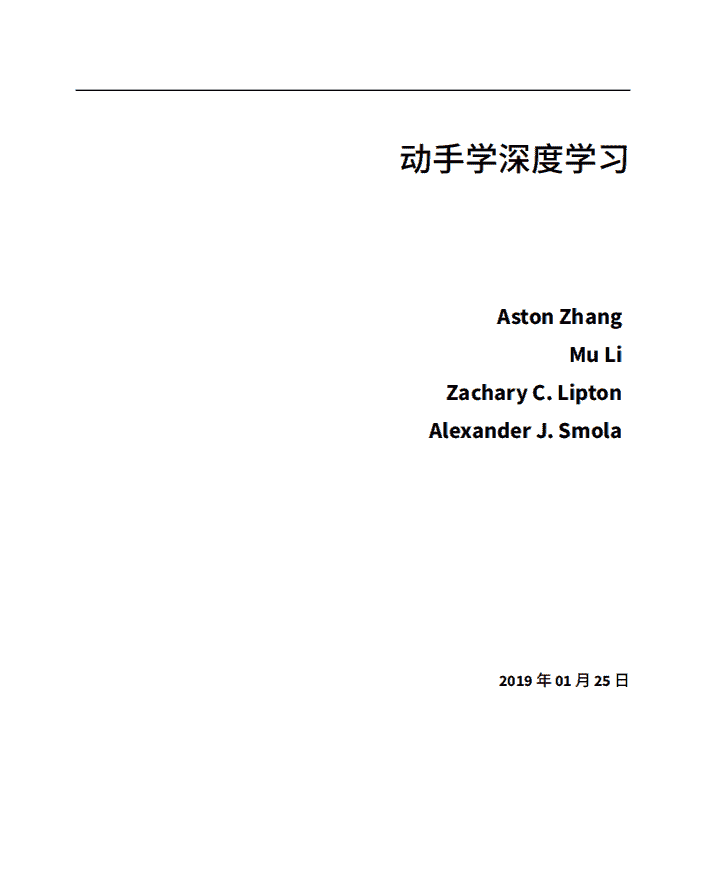 动手学深度学习
Aston Zhang
Mu Li
Zachary C. Lipton
Alexander J. Smola
2019 年 01 月 25 日